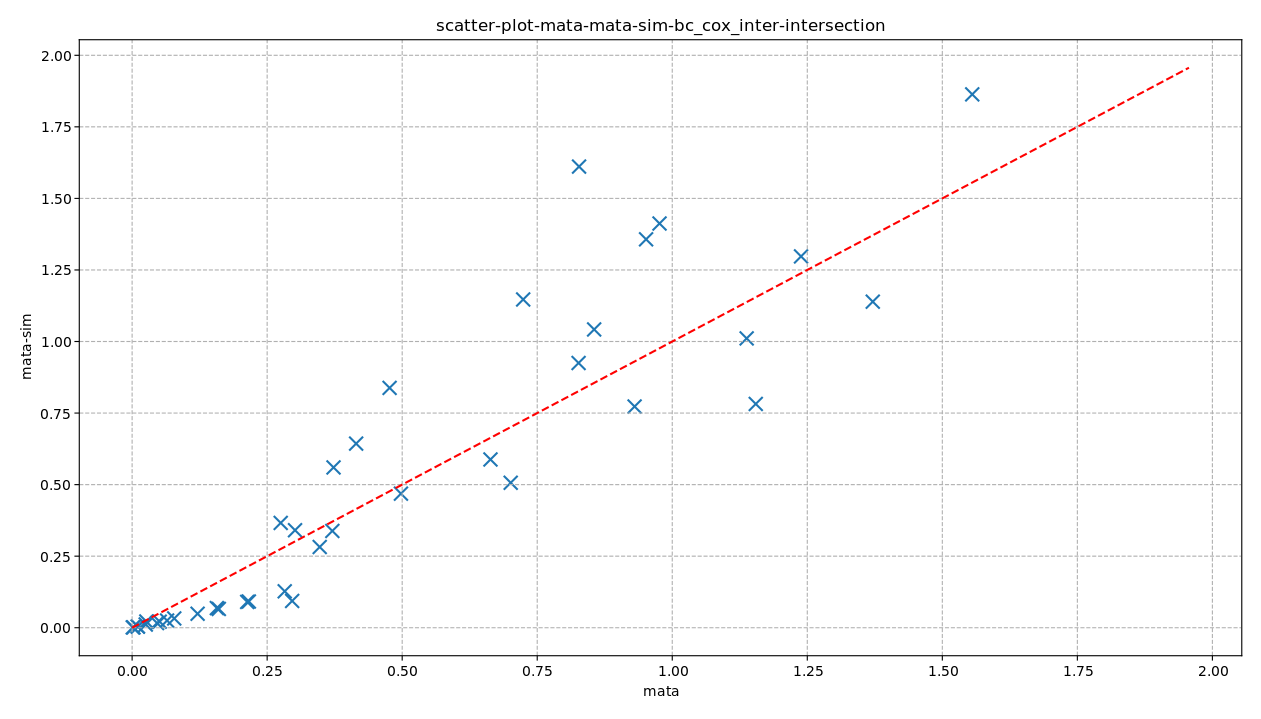 scatter-plot-mata-mata-sim-bc_cox_inter-intersection
2.00
1.75
1.50
1.25
1.00
0.75
0.50
0.25
0.00
mata-sim
0.00 0.25 0.50 0.75 1.00 1.25 1.50 1.75 2.00
mata